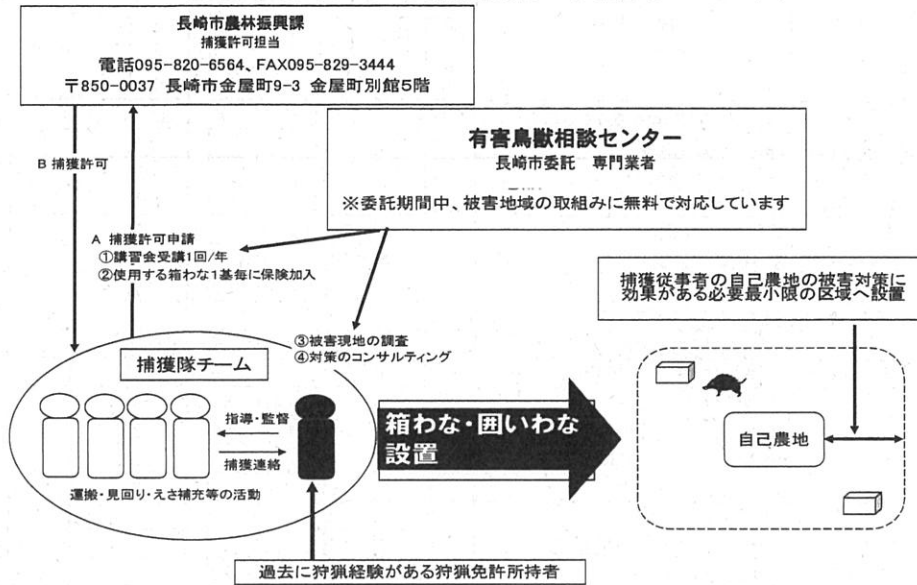 長崎市農林振興課
捕獲許可担当
電話095-820-6564、FAX095-829-3444
〒850-0037 長崎市金屋町9-3 金屋町別館5階
有害鳥獣相談センター
長崎市委託 専門業者
※委託期間中、被害地域の取組みに無料で対応しています
B 捕獲許可
A 捕獲許可申請
①講習会受講1回/年
②使用する箱わな1基毎に保険加入
③被害現地の調査
④対策のコンサルティング
捕獲従事者の自己農地の被害対策に
効果がある必要最小限の区域へ設置
捕獲隊チーム
指導・監督
捕獲連絡
運搬・見回り・えさ補充等の活動
箱わな・囲いわな
設置
自己農地
過去に狩猟経験がある狩猟免許所持者